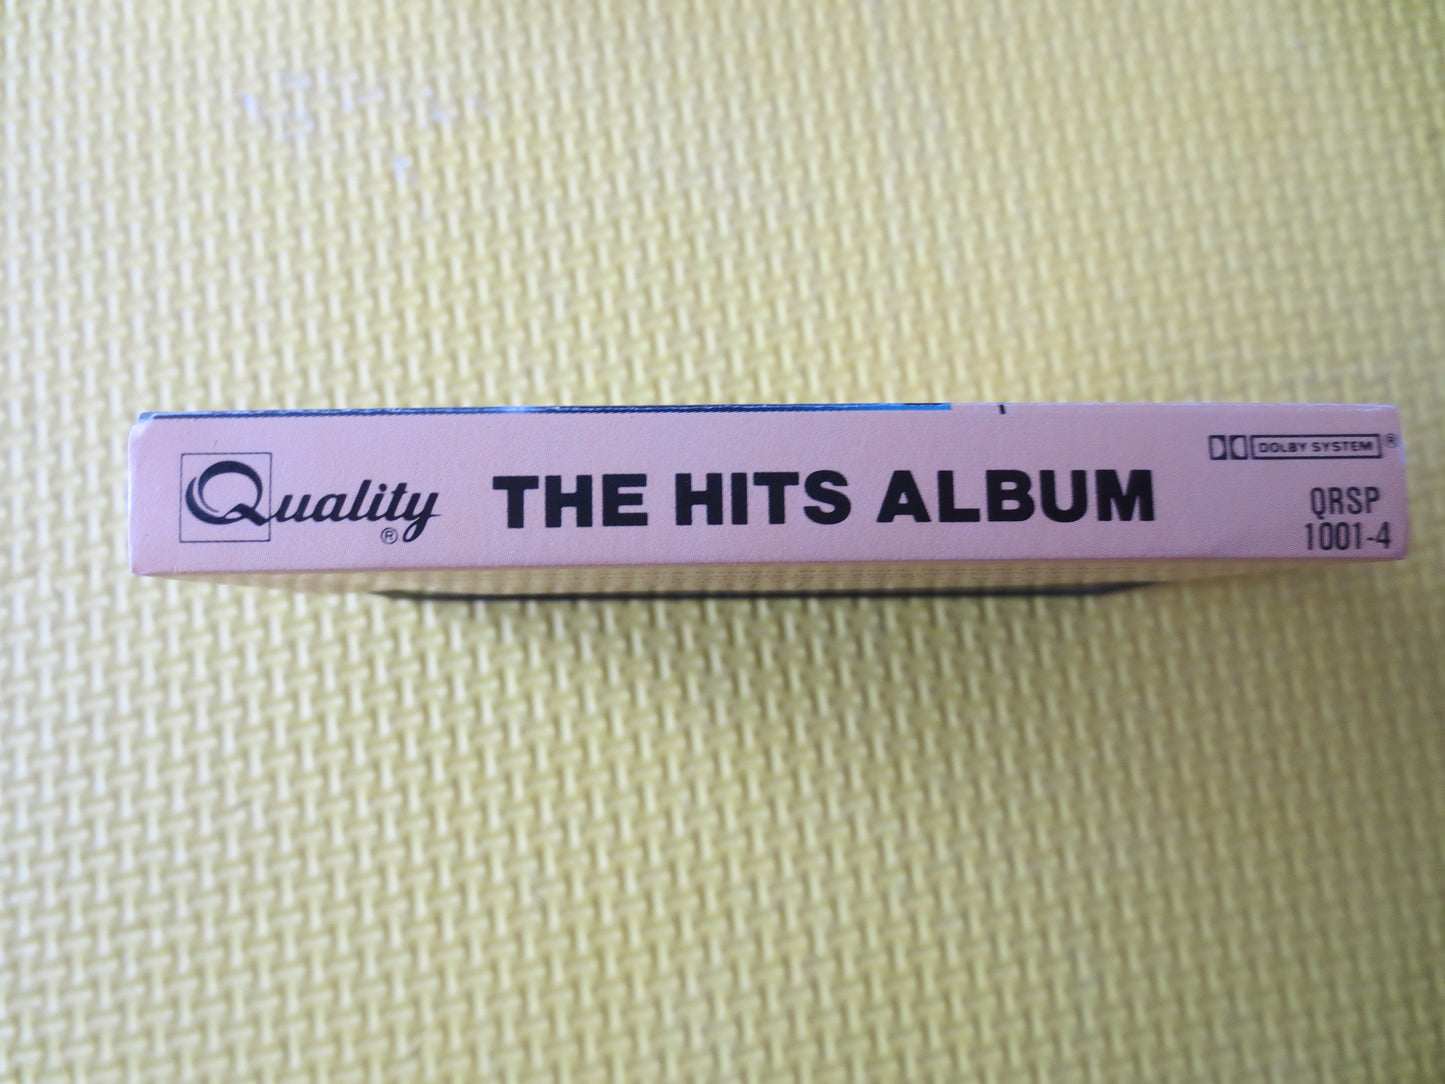 Quality®
THE HITS ALBUM
DOLBY SYSTEM®
QRSP
1001-4